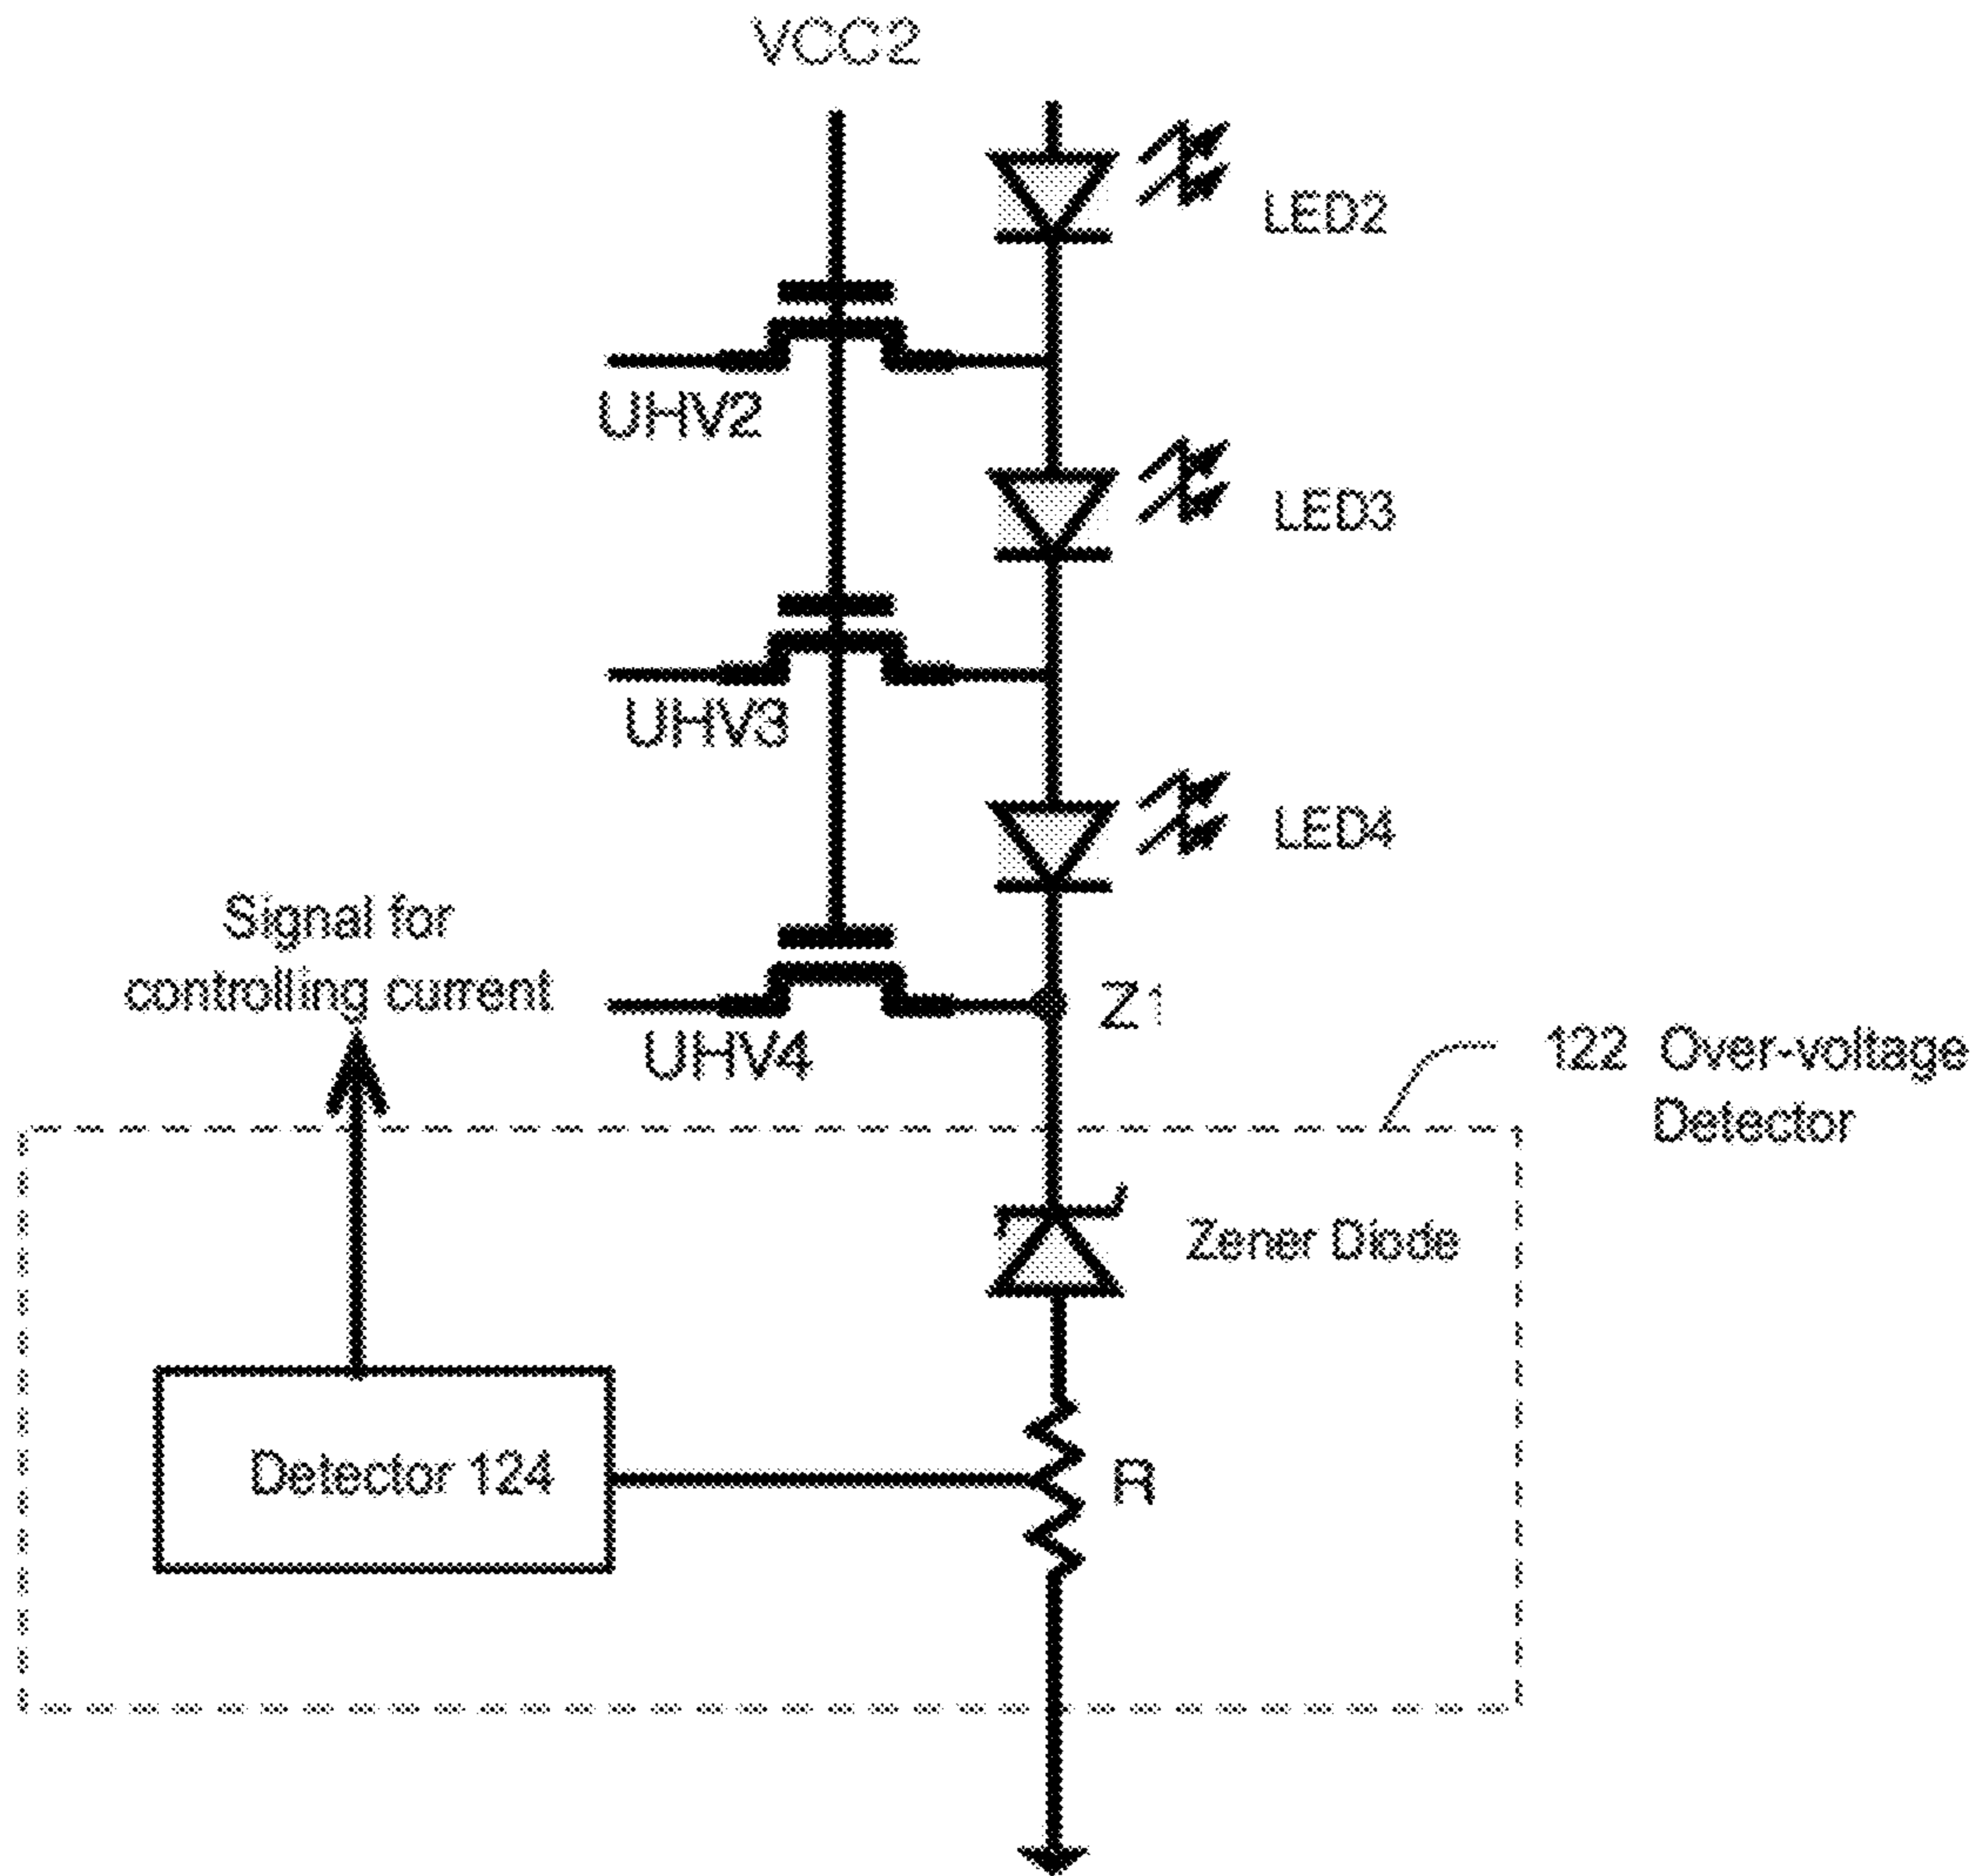 VCC2
LED2
UHV2
LED3
UHV3
LED4
Signal for
controlling current
Z1
UHV4
122 Over-voltage
Detector
Zener Diode
Detector 124
R